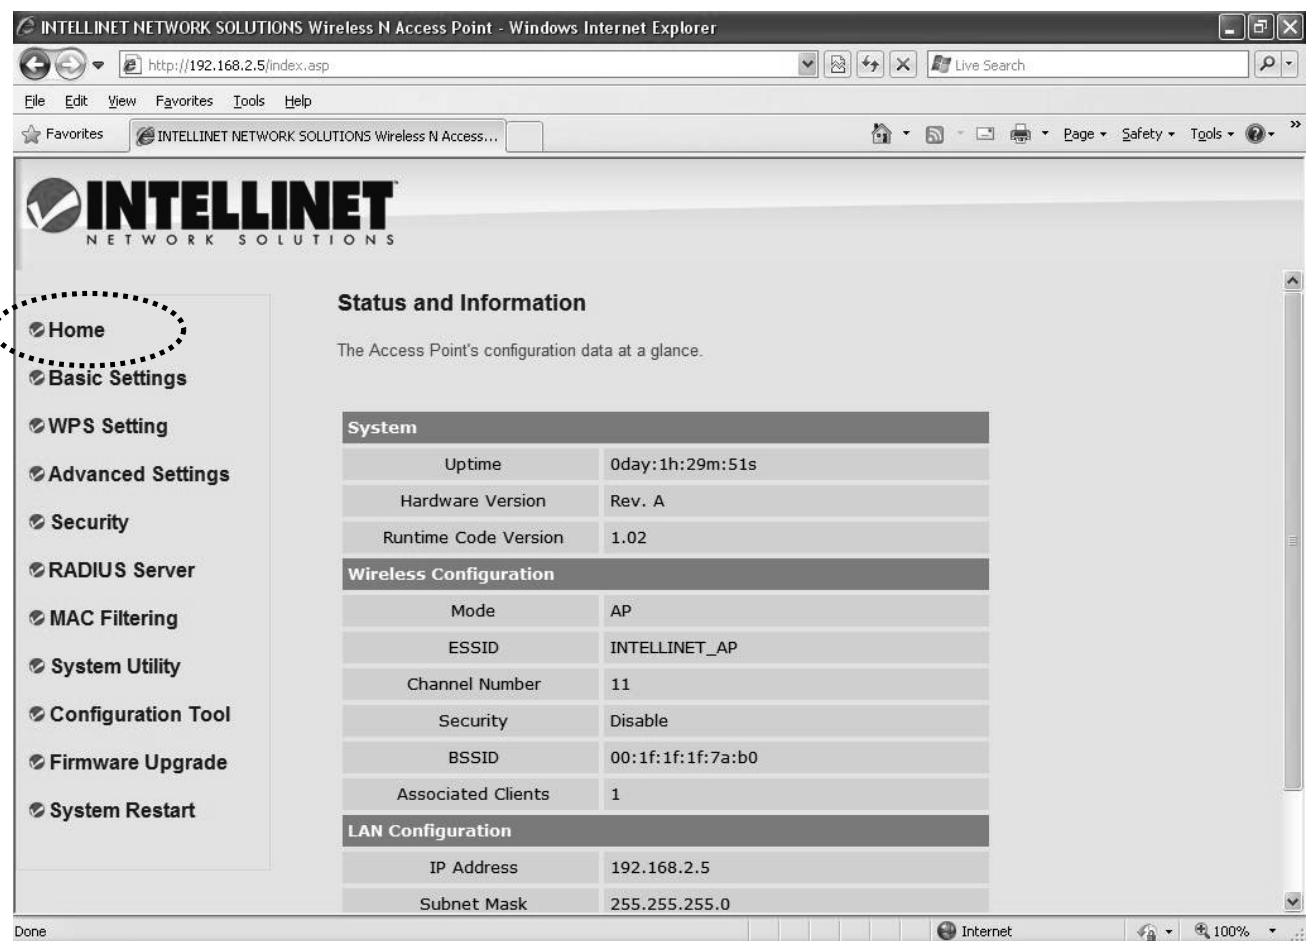 INTELLINET NETWORK SOLUTIONS Wireless N Access Point - Windows Internet Explorer
http://192.168.2.5/index.asp
Live Search
File Edit View Favorites Tools Help
Favorites
INTELLINET NETWORK SOLUTIONS Wireless N Access...
Page Safety Tools
INTELLINET
NETWORK SOLUTIONS
Home
Basic Settings
WPS Setting
Advanced Settings
Security
RADIUS Server
MAC Filtering
System Utility
Configuration Tool
Firmware Upgrade
System Restart
Status and Information
The Access Point's configuration data at a glance.
System
Uptime 0day:1h:29m:51s
Hardware Version Rev. A
Runtime Code Version 1.02
Wireless Configuration
Mode AP
ESSID INTELLINET_AP
Channel Number 11
Security Disable
BSSID 00:1f:1f:1f:7a:b0
Associated Clients 1
LAN Configuration
IP Address 192.168.2.5
Subnet Mask 255.255.255.0
Done
Internet
100%